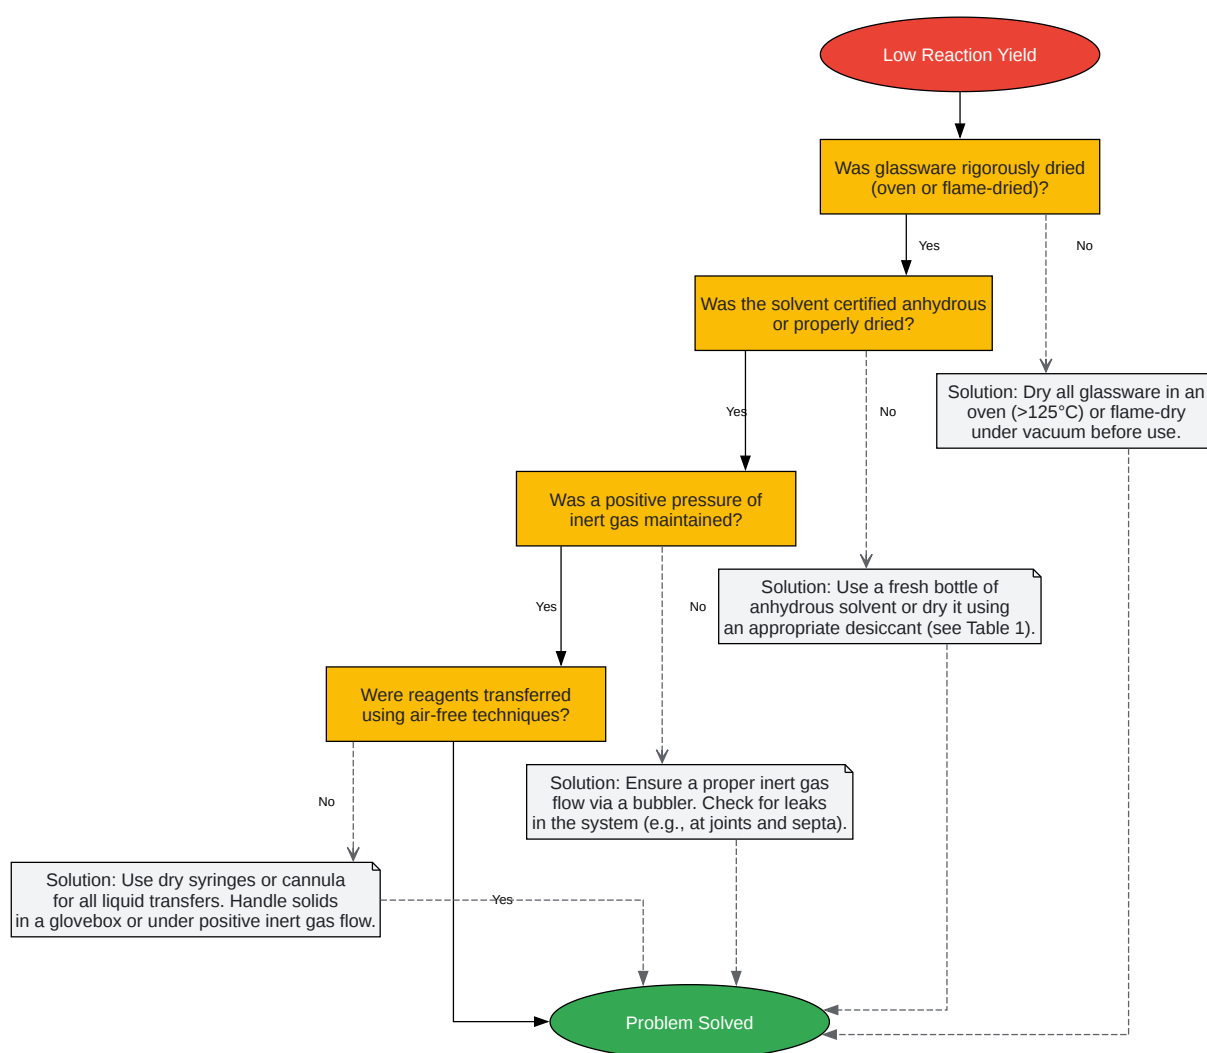 Low Reaction Yield
Was glassware rigorously dried
(oven or flame-dried)?
Yes
No
Was the solvent certified anhydrous
or properly dried?
Solution: Dry all glassware in an
oven (>125°C) or flame-dry
under vacuum before use.
Yes
No
Was a positive pressure of
inert gas maintained?
Solution: Use a fresh bottle of
anhydrous solvent or dry it using
an appropriate desiccant (see Table 1).
Yes
No
Were reagents transferred
using air-free techniques?
Solution: Ensure a proper inert gas
flow via a bubbler. Check for leaks
in the system (e.g., at joints and septa).
No
Solution: Use dry syringes or cannula
for all liquid transfers. Handle solids
in a glovebox or under positive inert gas flow.
Yes
Problem Solved